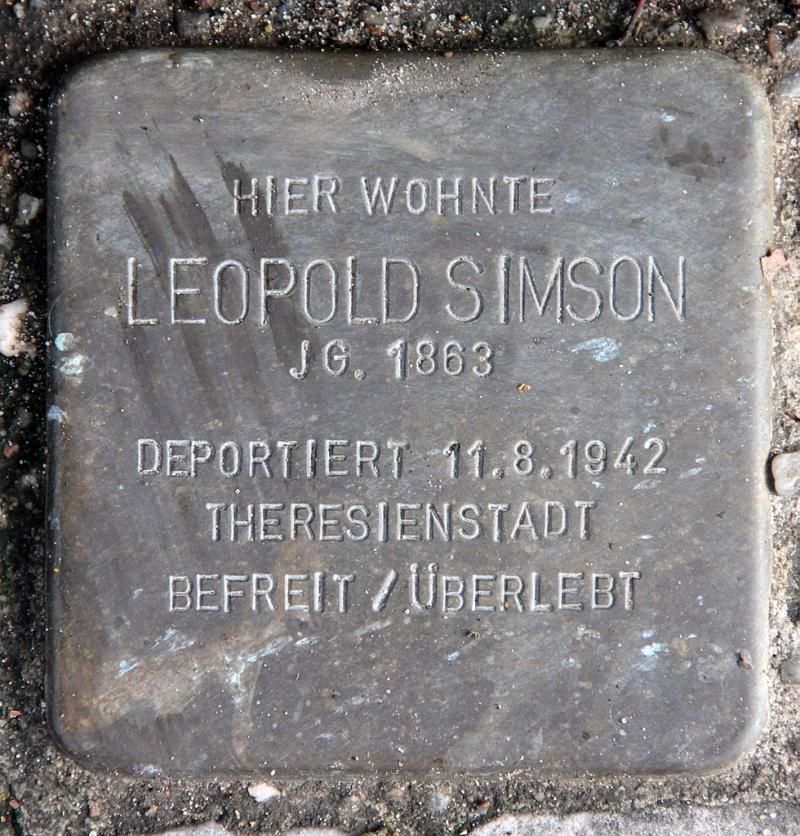 HIER WOHNTE
LEOPOLD SIMSON
JG. 1863
DEPORTIERT 11.8.1942
THERESIENSTADT
BEFREIT / ÜBERLEBT